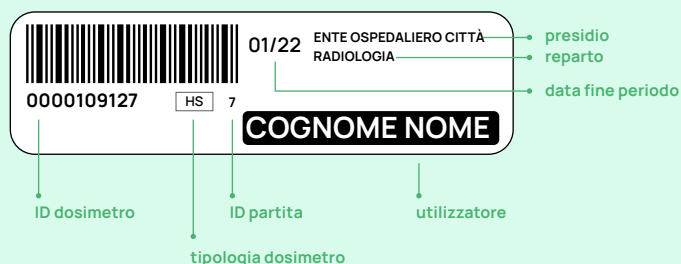 01/22 ENTE OSPEDALIERO CITTÀ presidio
RADIOLOGIA reparto
data fine periodo
0000109127 HS 7
COGNOME NOME
ID dosimetro ID partita utilizzatore
tipologia dosimetro